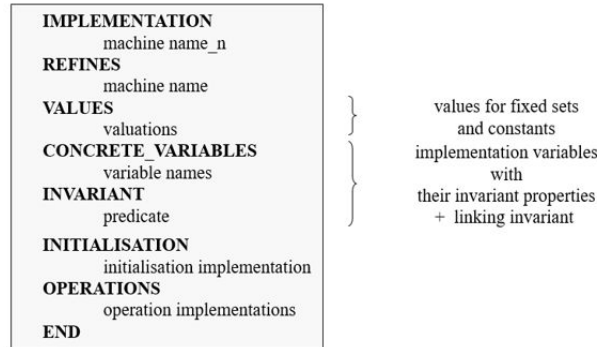 IMPLEMENTATION
machine name_n
REFINES
machine name
VALUES
valuations
CONCRETE_VARIABLES
variable names
INVARIANT
predicate
INITIALISATION
initialisation implementation
OPERATIONS
operation implementations
END
values for fixed sets
and constants
implementation variables
with
their invariant properties
+ linking invariant